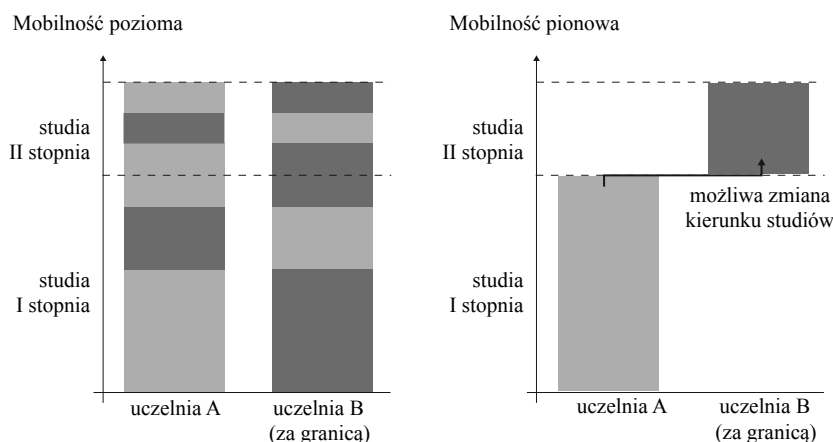 Mobilność pozioma
studia
II stopnia
studia
I stopnia
uczelnia A
uczelnia B
(za granicą)
Mobilność pionowa
studia
II stopnia
możliwa zmiana
kierunku studiów
studia
I stopnia
uczelnia A
uczelnia B
(za granicą)